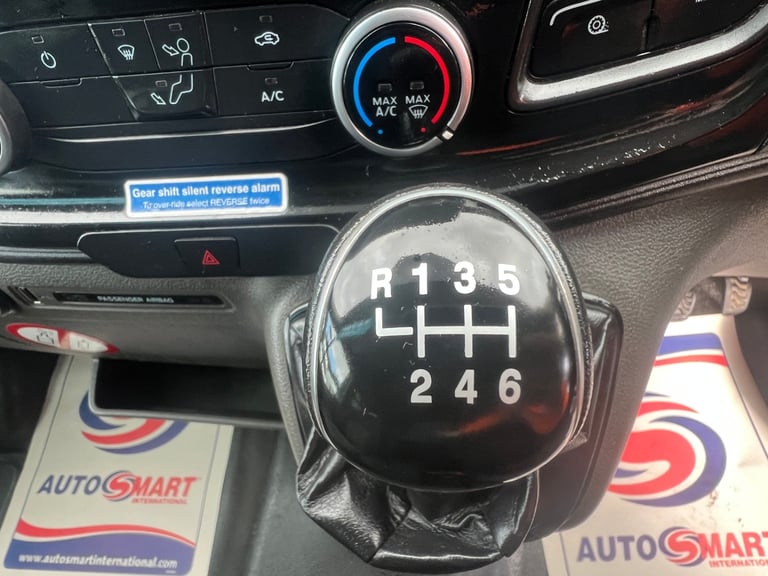 A/C
MAX MAX
A/C
Gear shift silent reverse alarm
To over-ride select REVERSE twice
PASSENGER AIRBAG
R 1 3 5
2 4 6
AUTOSMART
INTERNATIONAL
www.autosmartinternational.com
AUTOSMART
INTERNATIONAL